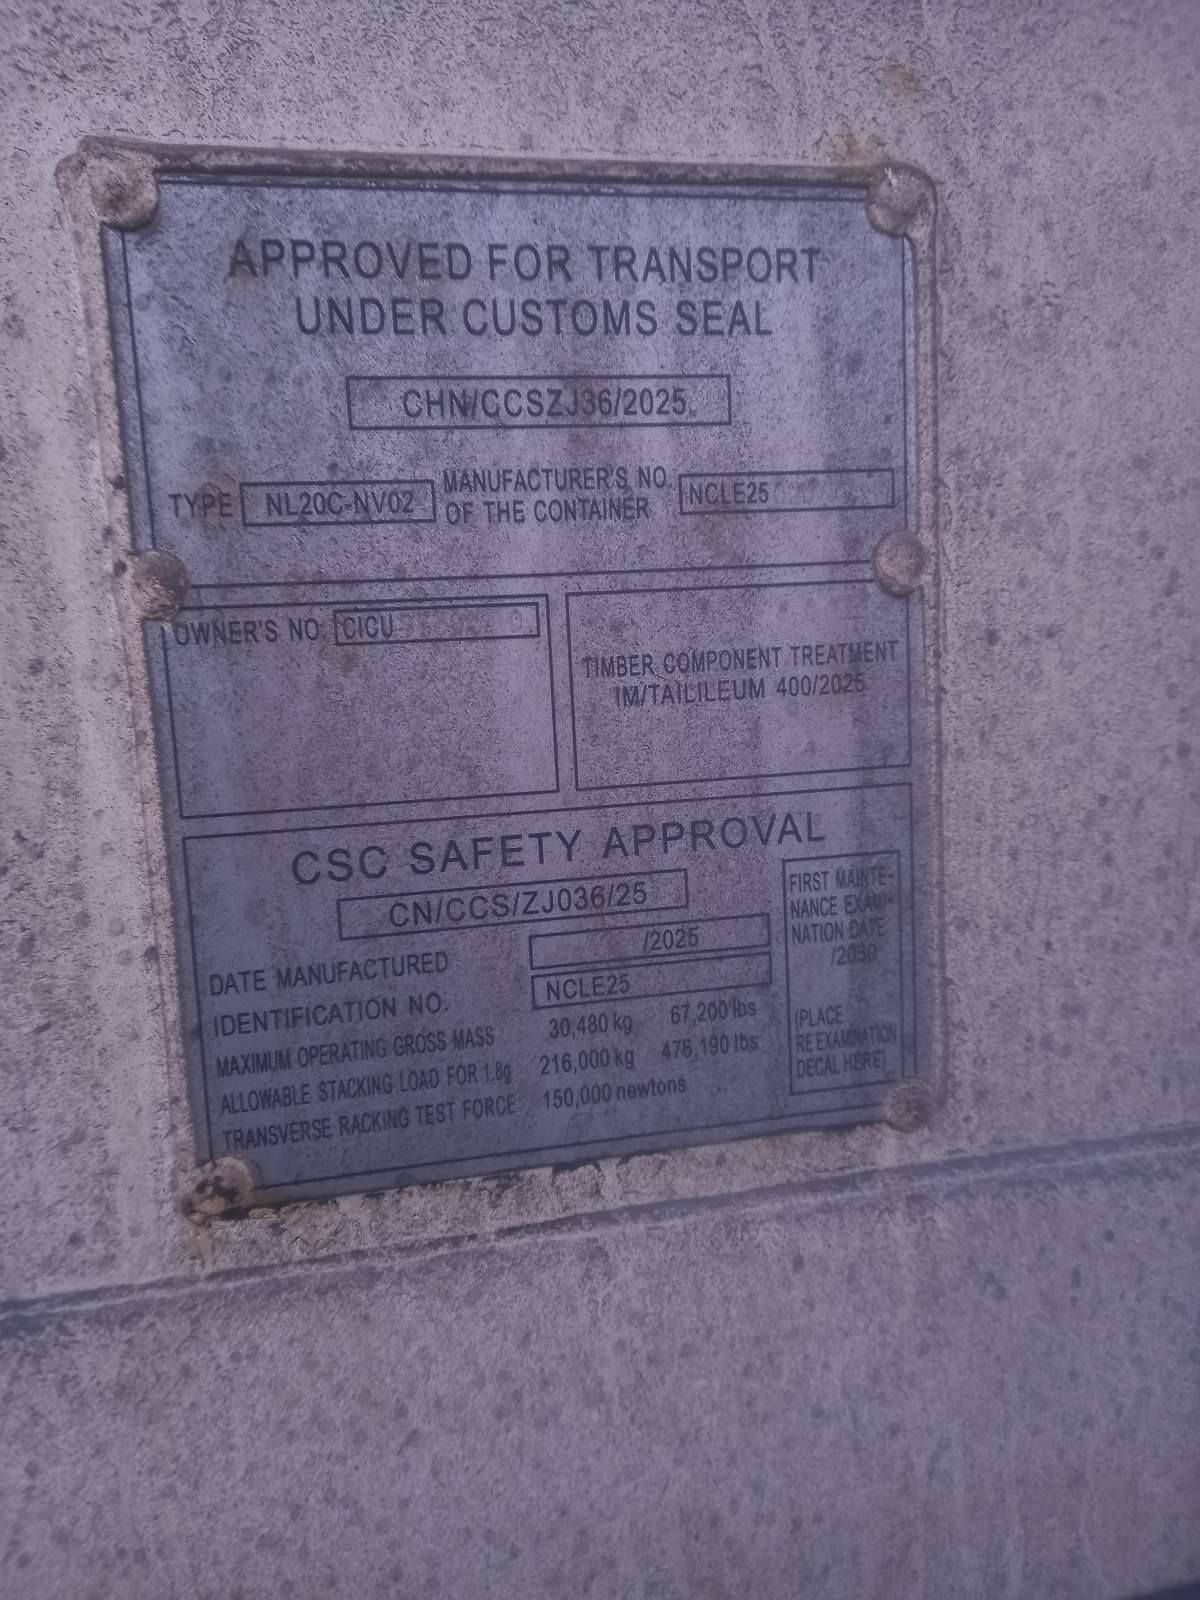 APPROVED FOR TRANSPORT
UNDER CUSTOMS SEAL
CHN/CCSZJ36/2025
TYPE NL20C-NV02 MANUFACTURER'S NO. OF THE CONTAINER NCLE25
OWNER'S NO CICU
TIMBER COMPONENT TREATMENT
IM/TAILILEUM 400/2025
CSC SAFETY APPROVAL
CN/CCS/ZJ036/25
DATE MANUFACTURED /2025
IDENTIFICATION NO. NCLE25
MAXIMUM OPERATING GROSS MASS 30,480 kg 67,200 lbs
ALLOWABLE STACKING LOAD FOR 1.8g 216,000 kg 476,190 lbs
TRANSVERSE RACKING TEST FORCE 150,000 newtons
FIRST MAINTE-
NANCE EXAMI-
NATION DATE
/2030
(PLACE
RE EXAMINATION
DECAL HERE)